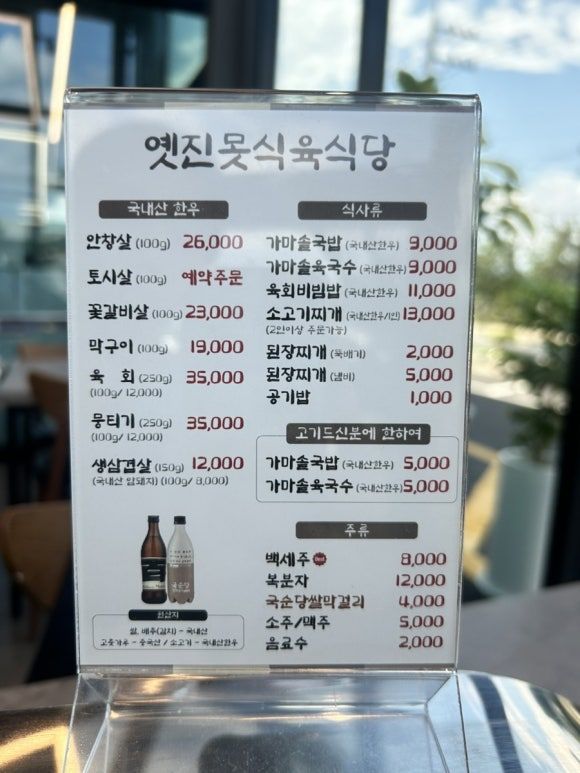 옛진못식육식당
국내산 한우
안창살 (100g) 26,000
토시살 (100g) 예약주문
꽃갈비살 (100g) 23,000
막구이 (100g) 19,000
육 회 (250g) 35,000
(100g/ 12,000)
뭉티기 (250g) 35,000
(100g/ 12,000)
생삼겹살 (150g) 12,000
(국내산 암돼지) (100g/ 8,000)
원산지
쌀, 배추(김치) - 국내산
고춧가루 - 중국산 / 소고기 - 국내산한우
식사류
가마솥국밥 (국내산한우) 9,000
가마솥육국수 (국내산한우) 9,000
육회비빔밥 (국내산한우) 11,000
소고기찌개 (국내산한우/1인) 13,000
(2인이상 주문가능)
된장찌개 (뚝배기) 2,000
된장찌개 (냄비) 5,000
공기밥 1,000
고기드신분에 한하여
가마솥국밥 (국내산한우) 5,000
가마솥육국수 (국내산한우) 5,000
주류
백세주 8,000
복분자 12,000
국순당쌀막걸리 4,000
소주/맥주 5,000
음료수 2,000